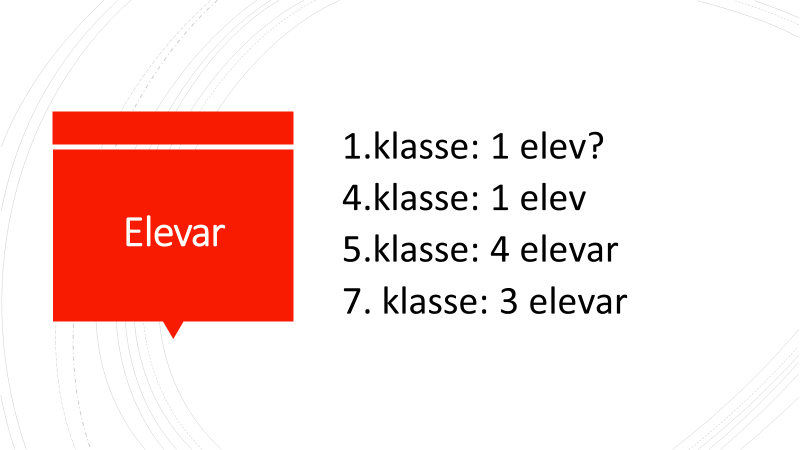 Elevar
1.klasse: 1 elev?
4.klasse: 1 elev
5.klasse: 4 elevar
7. klasse: 3 elevar